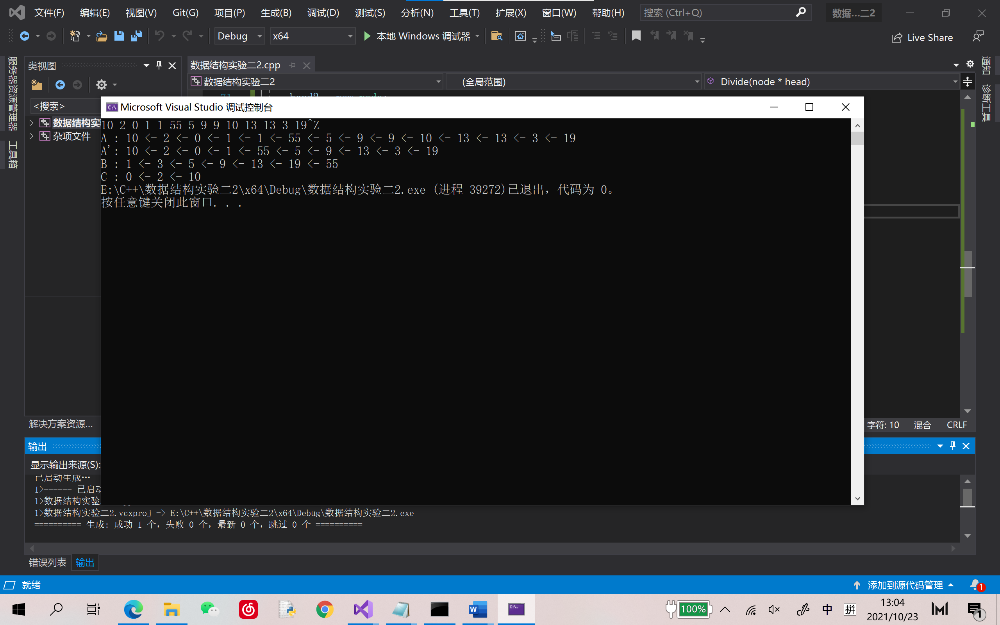 文件(F) 编辑(E) 视图(V) Git(G) 项目(P) 生成(B) 调试(D) 测试(S) 分析(N) 工具(T) 扩展(X) 窗口(W) 帮助(H) 搜索 (Ctrl+Q) 数据...二2
Debug x64 本地 Windows 调试器 Live Share
服务器资源管理器
工具箱
类视图
<搜索>
数据结构实
杂项文件
解决方案资源...
数据结构实验二2.cpp
数据结构实验二2 (全局范围) Divide(node * head)
通知
诊断工具
Microsoft Visual Studio 调试控制台
10 2 0 1 1 55 5 9 9 10 13 13 3 19^Z
A : 10 <- 2 <- 0 <- 1 <- 1 <- 55 <- 5 <- 9 <- 9 <- 10 <- 13 <- 13 <- 3 <- 19
A': 10 <- 2 <- 0 <- 1 <- 55 <- 5 <- 9 <- 13 <- 3 <- 19
B : 1 <- 3 <- 5 <- 9 <- 13 <- 19 <- 55
C : 0 <- 2 <- 10
E:\C++\数据结构实验二2\x64\Debug\数据结构实验二2.exe (进程 39272)已退出，代码为 0。
按任意键关闭此窗口. . .
字符: 10 混合 CRLF
输出
显示输出来源(S):
已启动生成…
1>------ 已启动
1>数据结构实验
1>数据结构实验二2.vcxproj -> E:\C++\数据结构实验二2\x64\Debug\数据结构实验二2.exe
========== 生成: 成功 1 个，失败 0 个，最新 0 个，跳过 0 个 ==========
错误列表 输出
就绪 添加到源代码管理 1
100% 中 拼 13:04
2021/10/23 1